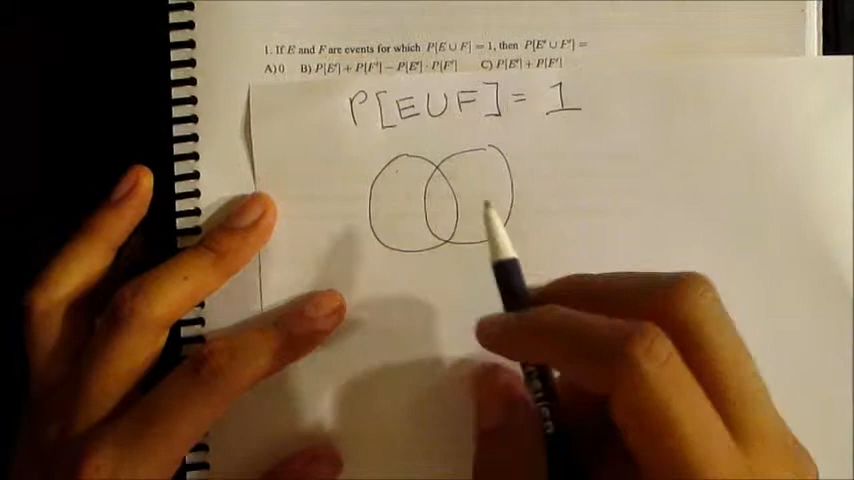 1. If E and F are events for which P[E∪F] = 1, then P[E'∪F'] =
A) 0 B) P[E'] + P[F'] − P[E'] · P[F'] C) P[E'] + P[F']
P[E∪F] = 1